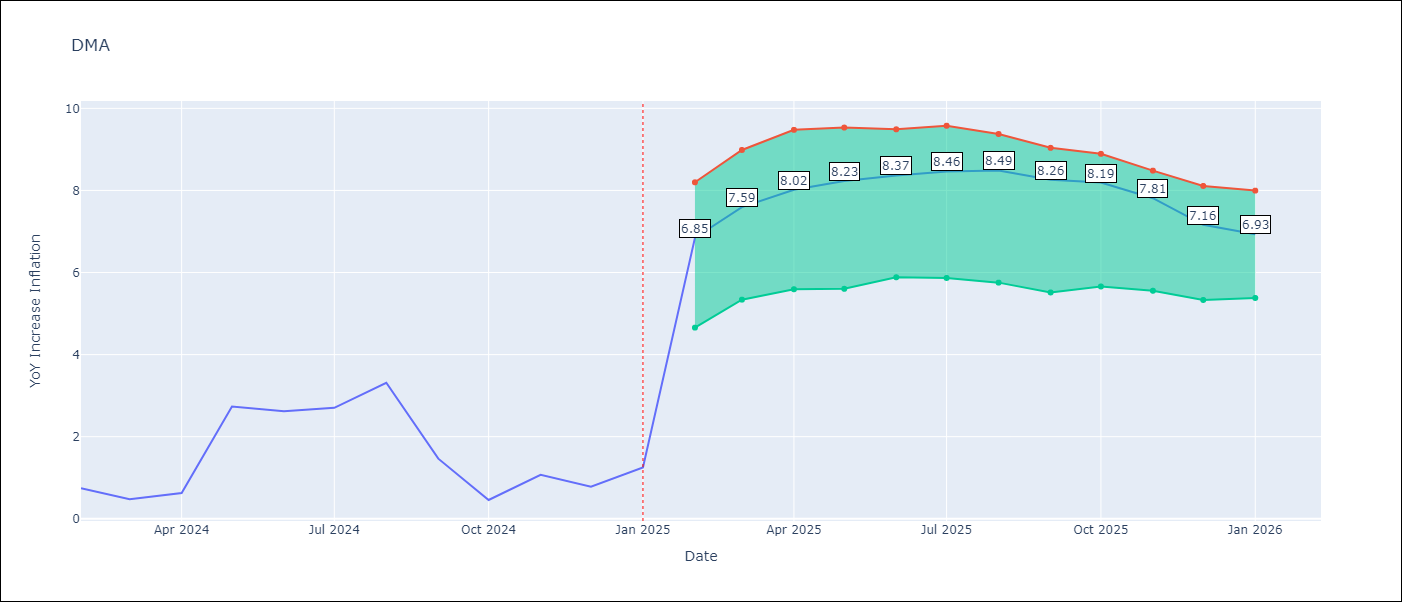 DMA
YoY Increase Inflation
10
8
6
4
2
0
6.85
7.59
8.02
8.23
8.37
8.46
8.49
8.26
8.19
7.81
7.16
6.93
Apr 2024
Jul 2024
Oct 2024
Jan 2025
Apr 2025
Jul 2025
Oct 2025
Jan 2026
Date